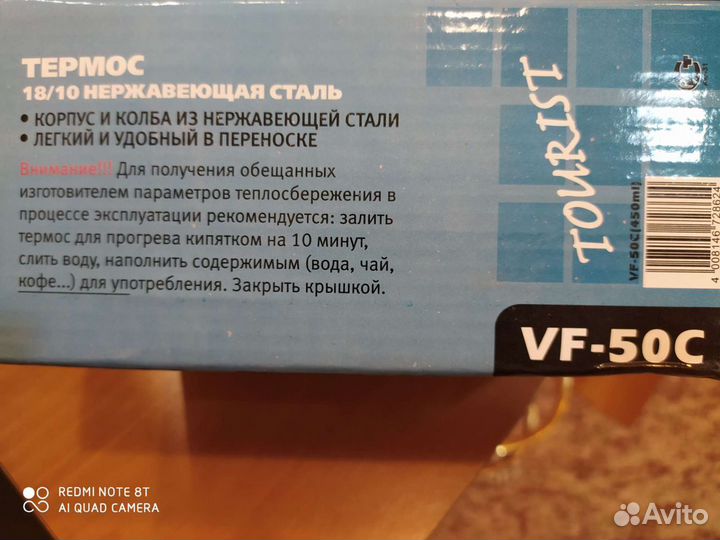 ТЕРМОС
18/10 НЕРЖАВЕЮЩАЯ СТАЛЬ
• КОРПУС И КОЛБА ИЗ НЕРЖАВЕЮЩЕЙ СТАЛИ
• ЛЕГКИЙ И УДОБНЫЙ В ПЕРЕНОСКЕ
Внимание!!! Для получения обещанных
изготовителем параметров теплосбережения в
процессе эксплуатации рекомендуется: залить
термос для прогрева кипятком на 10 минут,
слить воду, наполнить содержимым (вода, чай,
кофе...) для употребления. Закрыть крышкой.
TOURIST
VF-50C(450ml)
4 008146 728624
VF-50C
REDMI NOTE 8T
AI QUAD CAMERA
Avito